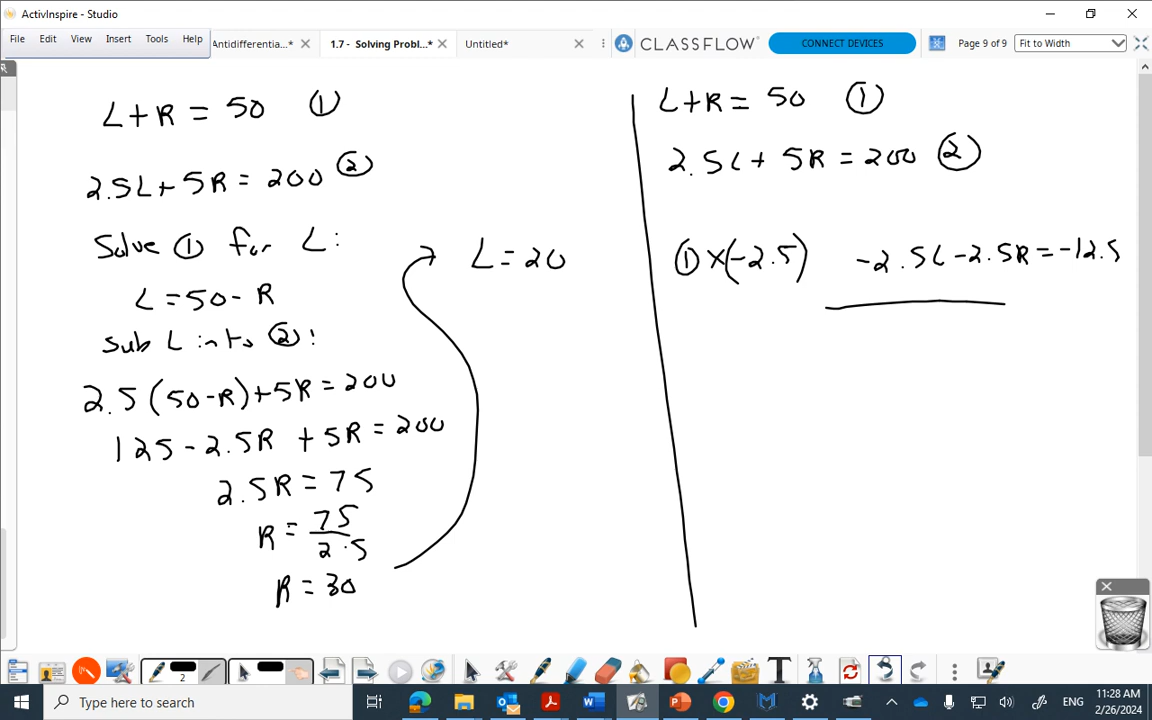 ActivInspire - Studio
File Edit View Insert Tools Help
Antidifferentia...* 1.7 - Solving Probl...* Untitled*
CLASSFLOW CONNECT DEVICES
Page 9 of 9 Fit to Width
L+R = 50 ①
2.5L+5R = 200 ②
Solve ① for L:
L = 50 - R
Sub L into ② :
2.5(50-R)+5R = 200
125 - 2.5R + 5R = 200
2.5R = 75
R = 75/2.5
R = 30
L = 20
L+R = 50 ①
2.5L + 5R = 200 ②
① X(-2.5) -2.5L -2.5R = -12.5
2
T
Type here to search
W
P
ENG
11:28 AM
2/26/2024